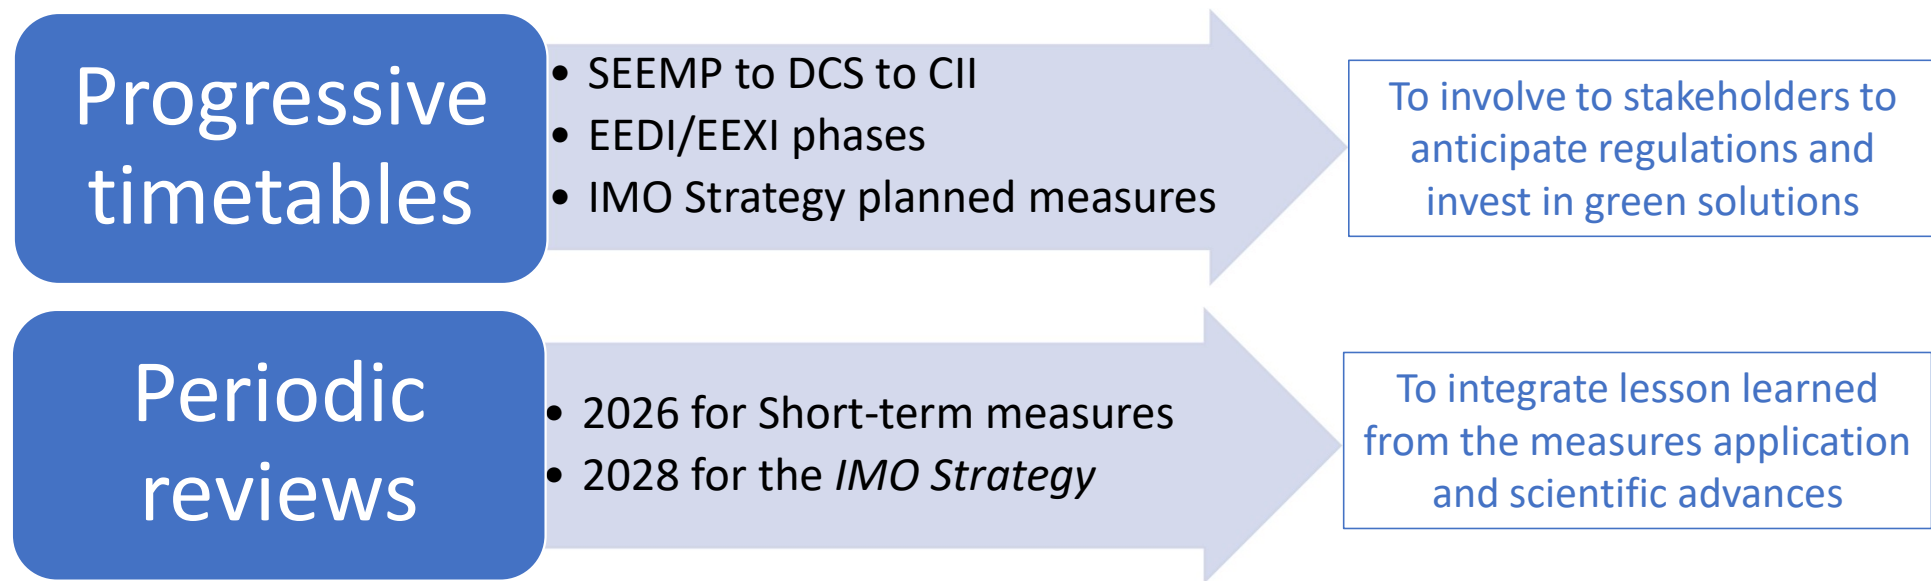 Progressive
timetables
• SEEMP to DCS to CII
• EEDI/EEXI phases
• IMO Strategy planned measures
To involve to stakeholders to
anticipate regulations and
invest in green solutions
Periodic
reviews
• 2026 for Short-term measures
• 2028 for the IMO Strategy
To integrate lesson learned
from the measures application
and scientific advances